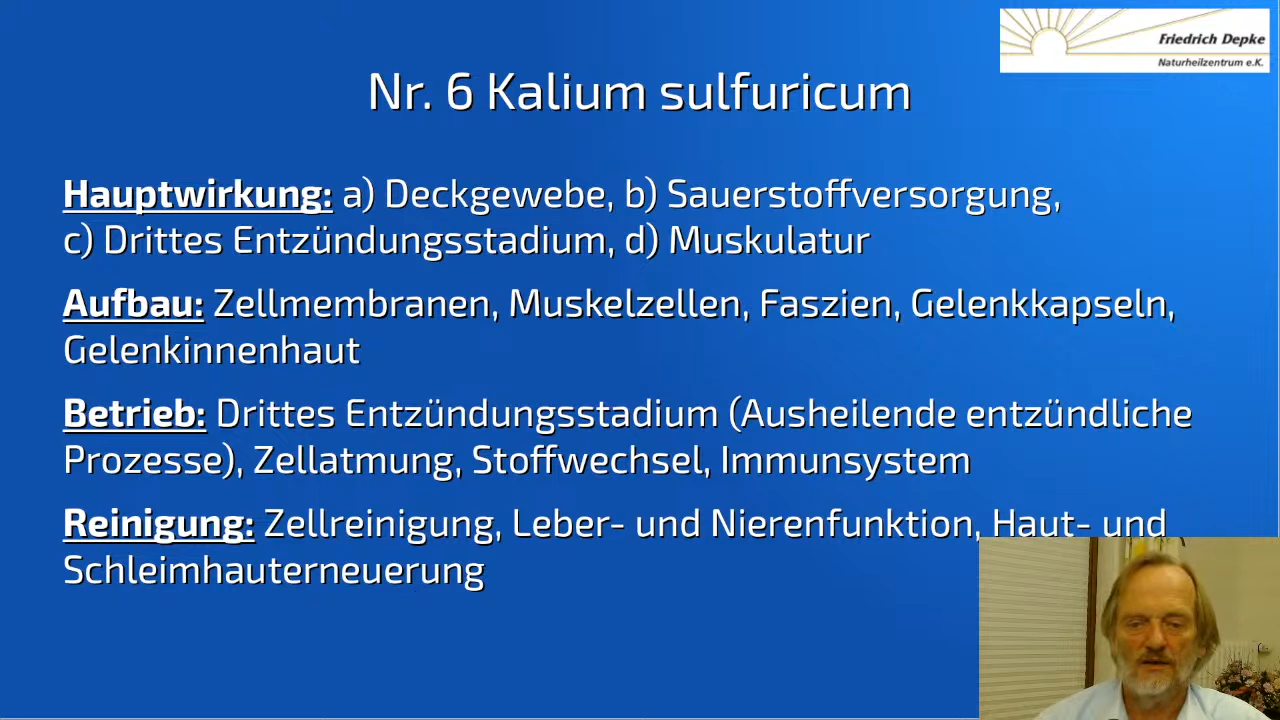 Friedrich Depke
Naturheilzentrum e.K.
Nr. 6 Kalium sulfuricum
Hauptwirkung: a) Deckgewebe, b) Sauerstoffversorgung,
c) Drittes Entzündungsstadium, d) Muskulatur
Aufbau: Zellmembranen, Muskelzellen, Faszien, Gelenkkapseln,
Gelenkinnenhaut
Betrieb: Drittes Entzündungsstadium (Ausheilende entzündliche
Prozesse), Zellatmung, Stoffwechsel, Immunsystem
Reinigung: Zellreinigung, Leber- und Nierenfunktion, Haut- und
Schleimhauterneuerung